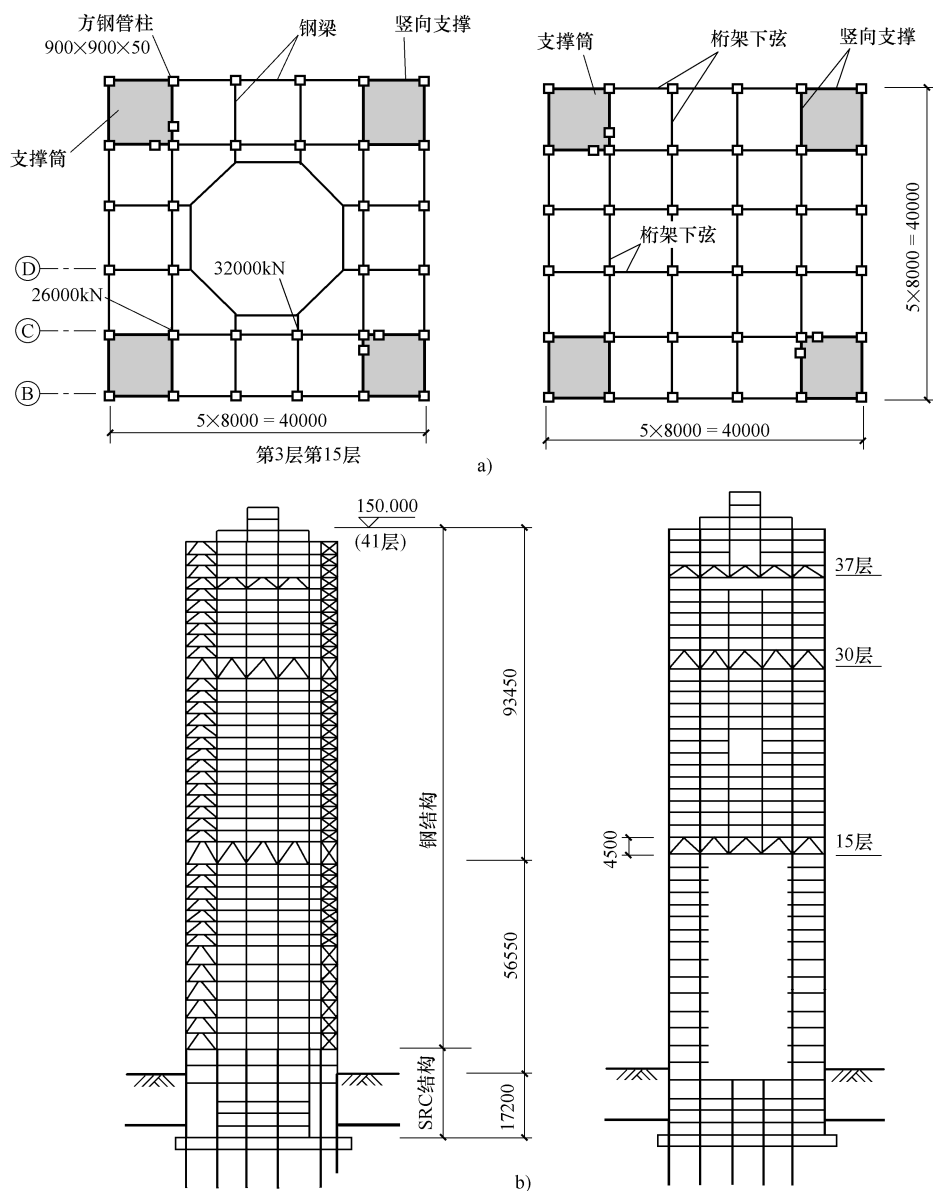 方钢管柱
900×900×50
钢梁
竖向支撑
支撑筒
D
32000kN
26000kN
C
B
5×8000 = 40000
第3层第15层
支撑筒
桁架下弦
竖向支撑
桁架下弦
5×8000 = 40000
5×8000 = 40000
a)
150.000
(41层)
93450
钢结构
56550
SRC结构
17200
37层
30层
15层
4500
b)